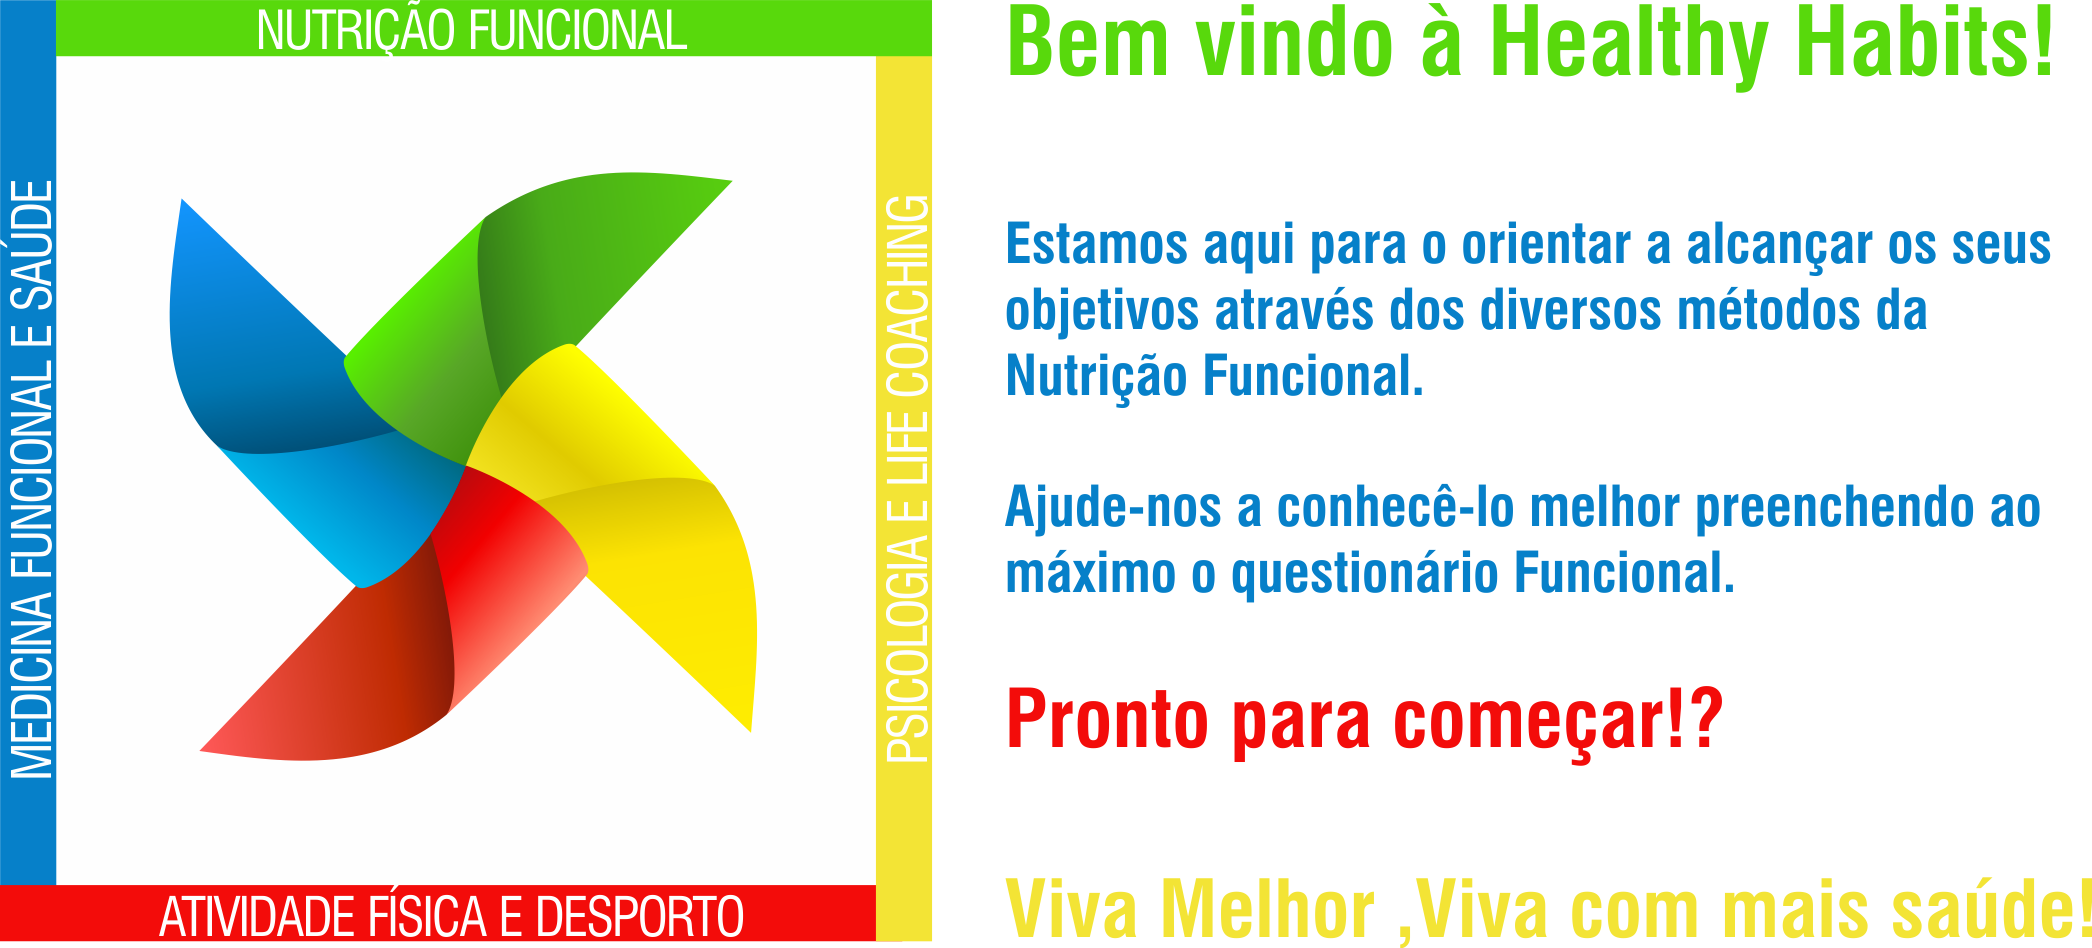 NUTRIÇÃO FUNCIONAL
MEDICINA FUNCIONAL E SAÚDE
PSICOLOGIA E LIFE COACHING
ATIVIDADE FÍSICA E DESPORTO
Bem vindo à Healthy Habits!
Estamos aqui para o orientar a alcançar os seus
objetivos através dos diversos métodos da
Nutrição Funcional.
Ajude-nos a conhecê-lo melhor preenchendo ao
máximo o questionário Funcional.
Pronto para começar!?
Viva Melhor ,Viva com mais saúde!